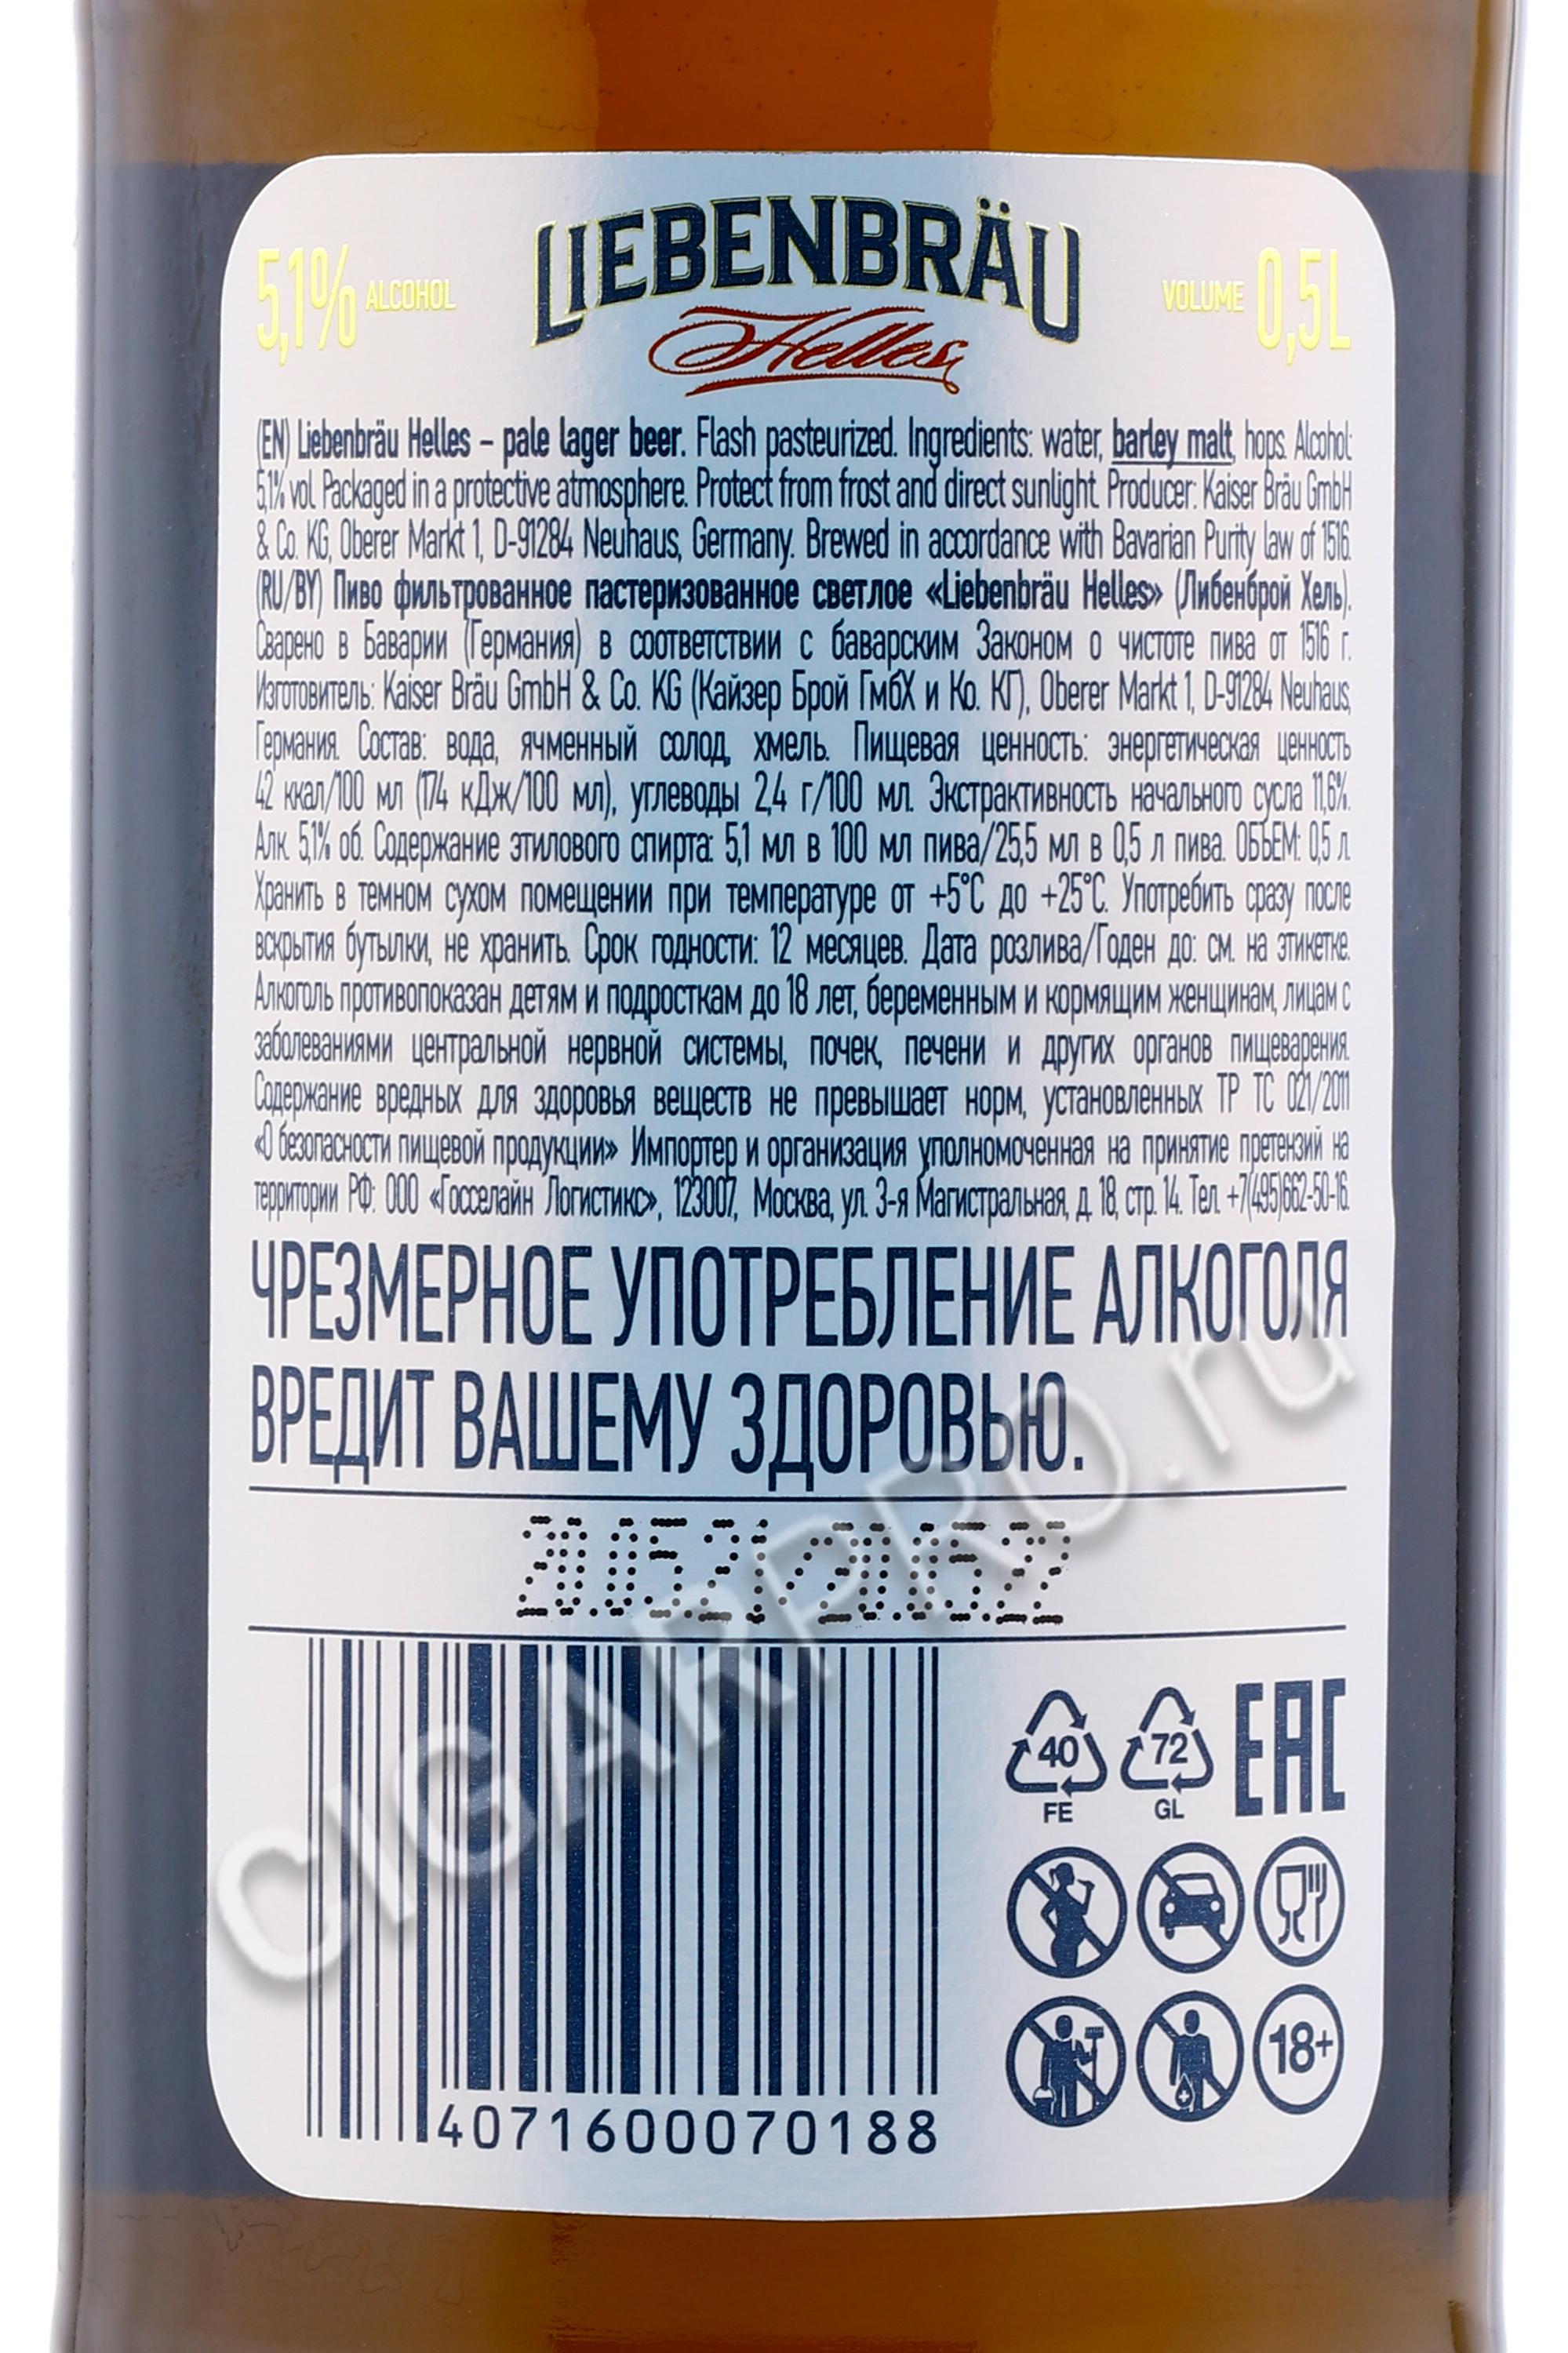 5,1% ALCOHOL LIEBENBRÄU VOLUME 0,5L
Helles
(EN) Liebenbräu Helles – pale lager beer. Flash pasteurized. Ingredients: water, barley malt, hops. Alcohol:
5,1% vol. Packaged in a protective atmosphere. Protect from frost and direct sunlight. Producer: Kaiser Bräu GmbH
& Co. KG, Oberer Markt 1, D-91284 Neuhaus, Germany. Brewed in accordance with Bavarian Purity law of 1516.
(RU/BY) Пиво фильтрованное пастеризованное светлое «Liebenbräu Helles» (Либенброй Хель).
Сварено в Баварии (Германия) в соответствии с баварским Законом о чистоте пива от 1516 г.
Изготовитель: Kaiser Bräu GmbH & Co. KG (Кайзер Брой ГмбХ и Ко. КГ), Oberer Markt 1, D-91284 Neuhaus,
Германия. Состав: вода, ячменный солод, хмель. Пищевая ценность: энергетическая ценность
42 ккал/100 мл (174 кДж/100 мл), углеводы 2,4 г/100 мл. Экстрактивность начального сусла 11,6%.
Алк. 5,1% об. Содержание этилового спирта: 5,1 мл в 100 мл пива/25,5 мл в 0,5 л пива. ОБЪЕМ: 0,5 л.
Хранить в темном сухом помещении при температуре от +5°С до +25°С. Употребить сразу после
вскрытия бутылки, не хранить. Срок годности: 12 месяцев. Дата розлива/Годен до: см. на этикетке.
Алкоголь противопоказан детям и подросткам до 18 лет, беременным и кормящим женщинам, лицам с
заболеваниями центральной нервной системы, почек, печени и других органов пищеварения.
Содержание вредных для здоровья веществ не превышает норм, установленных ТР ТС 021/2011
«О безопасности пищевой продукции» Импортер и организация уполномоченная на принятие претензий на
территории РФ: ООО «Госселайн Логистикс», 123007, Москва, ул. 3-я Магистральная, д. 18, стр. 14. Тел. +7(495)662-50-16.
ЧРЕЗМЕРНОЕ УПОТРЕБЛЕНИЕ АЛКОГОЛЯ
ВРЕДИТ ВАШЕМУ ЗДОРОВЬЮ.
20.05.21/20.05.22
40 72 EAC
FE GL
18+
4071600070188
CIGARPRO.ru